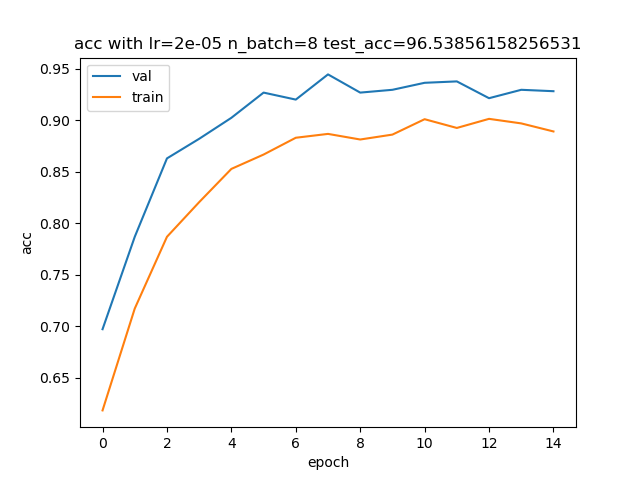 acc with lr=2e-05 n_batch=8 test_acc=96.53856158256531
val
train
acc
0.95
0.90
0.85
0.80
0.75
0.70
0.65
0 2 4 6 8 10 12 14
epoch